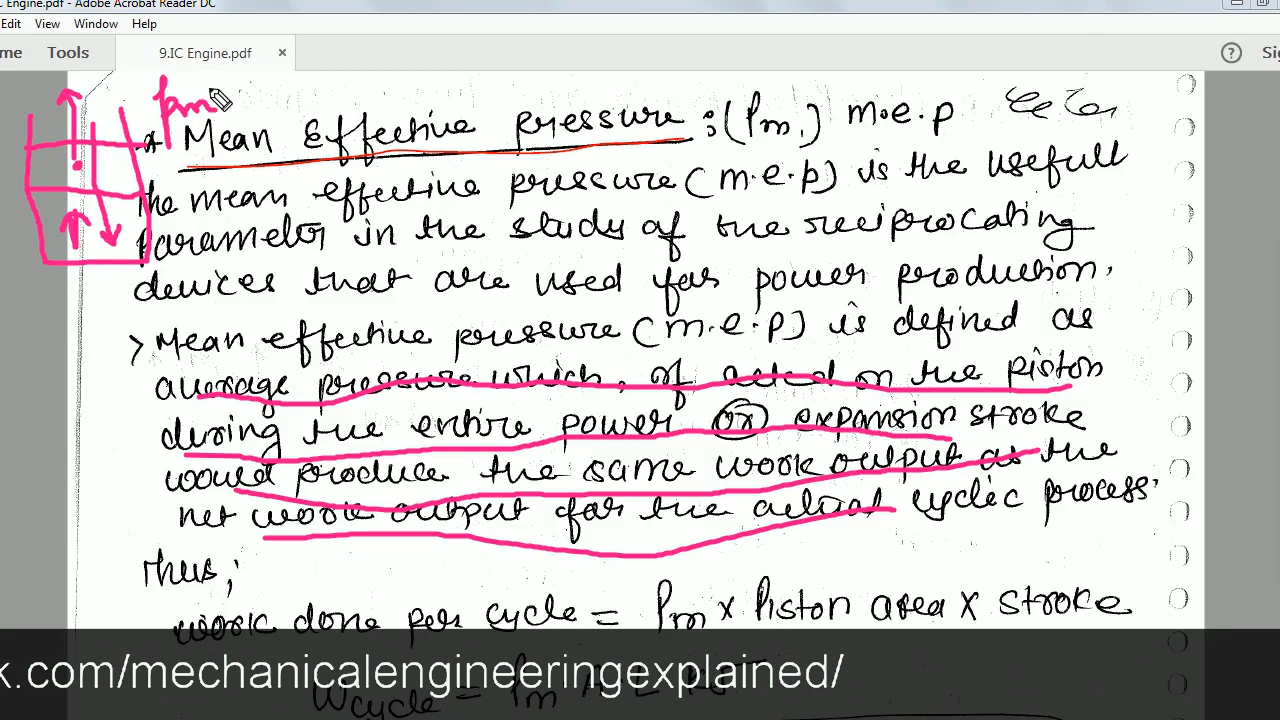 C Engine.pdf - Adobe Acrobat Reader DC
Edit View Window Help
me Tools 9.IC Engine.pdf ×
Pm
* Mean Effective pressure :(Pm.) m.e.p
the mean effective pressure (m.e.p) is the usefull
Parameter in the study of the reciprocating
devices that are used for power production.
> Mean effective pressure (m.e.p) is defined as
average pressure which, if acted on the piston
during the entire power (or) expansion stroke
would produce the same work output as the
net work output for the actual cyclic process.
Thus;
work done per cycle = Pm x Piston area x stroke
k.com/mechanicalengineeringexplained/
Wcycle = Pm A L